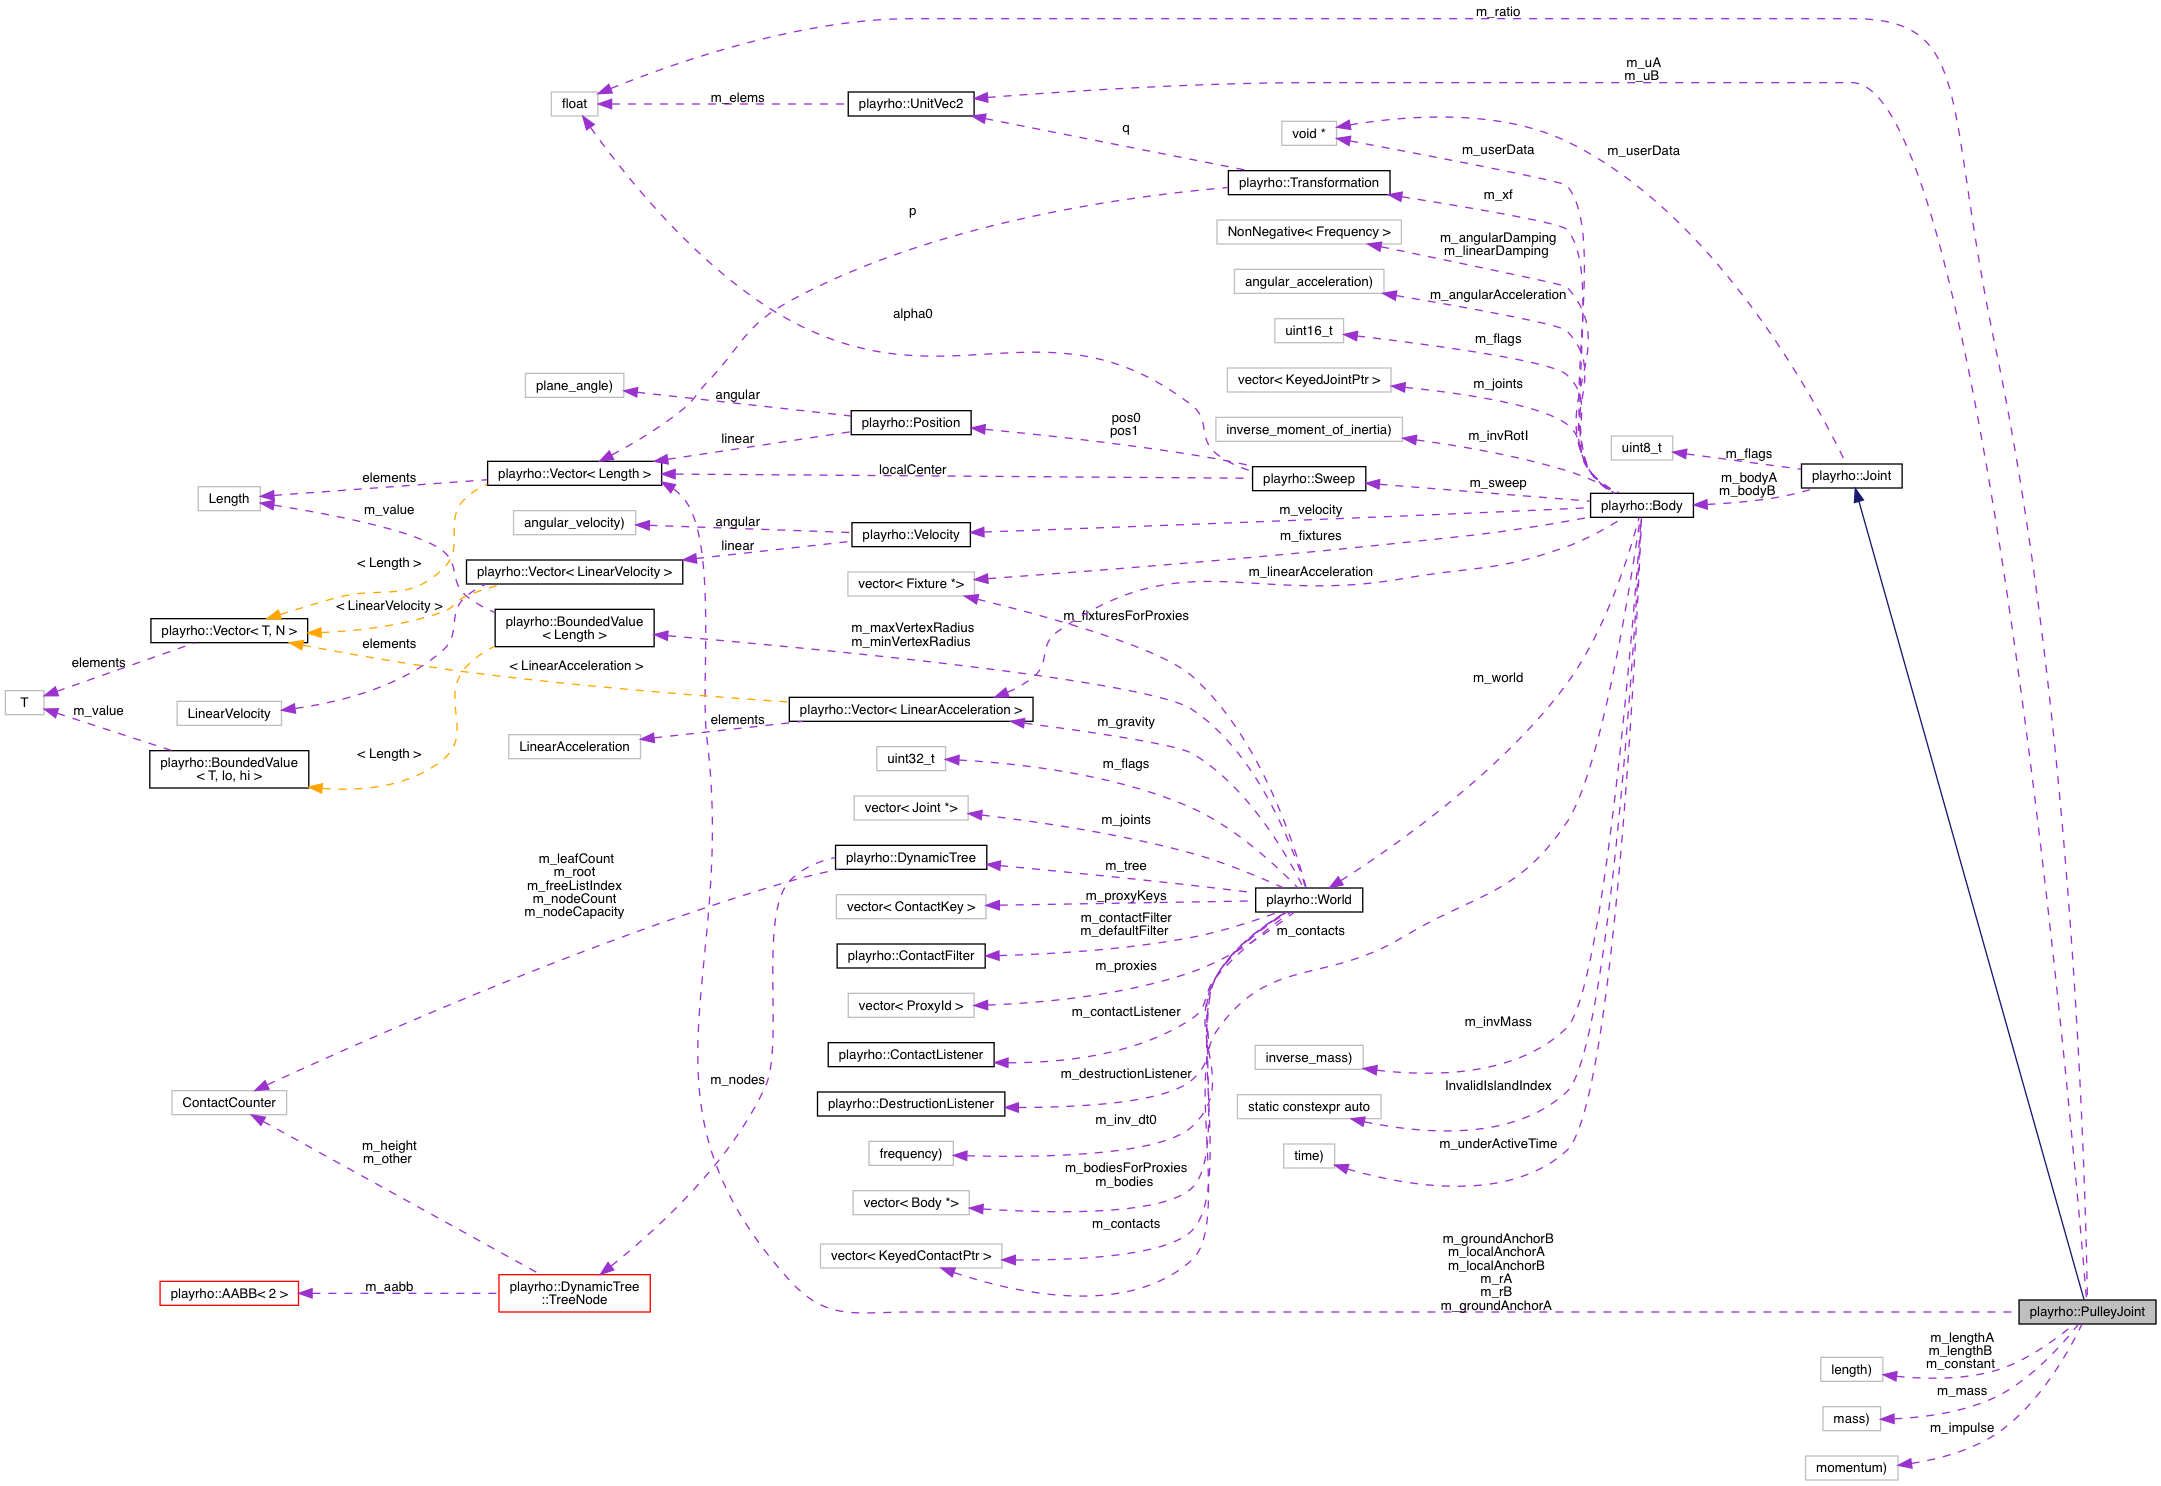 m_ratio
m_uA
m_uB
float
m_elems
playrho::UnitVec2
q
void *
m_userData
m_userData
playrho::Transformation
m_xf
p
NonNegative< Frequency >
m_angularDamping
m_linearDamping
angular_acceleration)
m_angularAcceleration
alpha0
uint16_t
m_flags
plane_angle)
angular
vector< KeyedJointPtr >
m_joints
playrho::Position
pos0
pos1
inverse_moment_of_inertia)
m_invRotI
linear
uint8_t
m_flags
playrho::Vector< Length >
elements
localCenter
playrho::Sweep
m_sweep
m_bodyA
m_bodyB
playrho::Joint
Length
m_value
playrho::Body
angular_velocity)
angular
playrho::Velocity
m_velocity
linear
m_fixtures
< Length >
playrho::Vector< LinearVelocity >
vector< Fixture *>
m_linearAcceleration
< LinearVelocity >
playrho::BoundedValue
< Length >
m_fixturesForProxies
playrho::Vector< T, N >
elements
m_maxVertexRadius
m_minVertexRadius
elements
< LinearAcceleration >
m_world
T
m_value
LinearVelocity
playrho::Vector< LinearAcceleration >
elements
m_gravity
LinearAcceleration
playrho::BoundedValue
< T, lo, hi >
< Length >
uint32_t
m_flags
vector< Joint *>
m_joints
m_leafCount
m_root
m_freeListIndex
m_nodeCount
m_nodeCapacity
playrho::DynamicTree
m_tree
vector< ContactKey >
m_proxyKeys
playrho::World
m_contactFilter
m_defaultFilter
m_contacts
playrho::ContactFilter
m_proxies
vector< ProxyId >
m_contactListener
m_invMass
playrho::ContactListener
inverse_mass)
m_nodes
m_destructionListener
InvalidIslandIndex
ContactCounter
playrho::DestructionListener
static constexpr auto
m_inv_dt0
m_height
m_other
frequency)
m_underActiveTime
time)
m_bodiesForProxies
m_bodies
vector< Body *>
m_contacts
vector< KeyedContactPtr >
m_groundAnchorB
m_localAnchorA
m_localAnchorB
m_rA
m_rB
m_groundAnchorA
playrho::AABB< 2 >
m_aabb
playrho::DynamicTree
::TreeNode
playrho::PulleyJoint
m_lengthA
m_lengthB
m_constant
length)
m_mass
mass)
m_impulse
momentum)